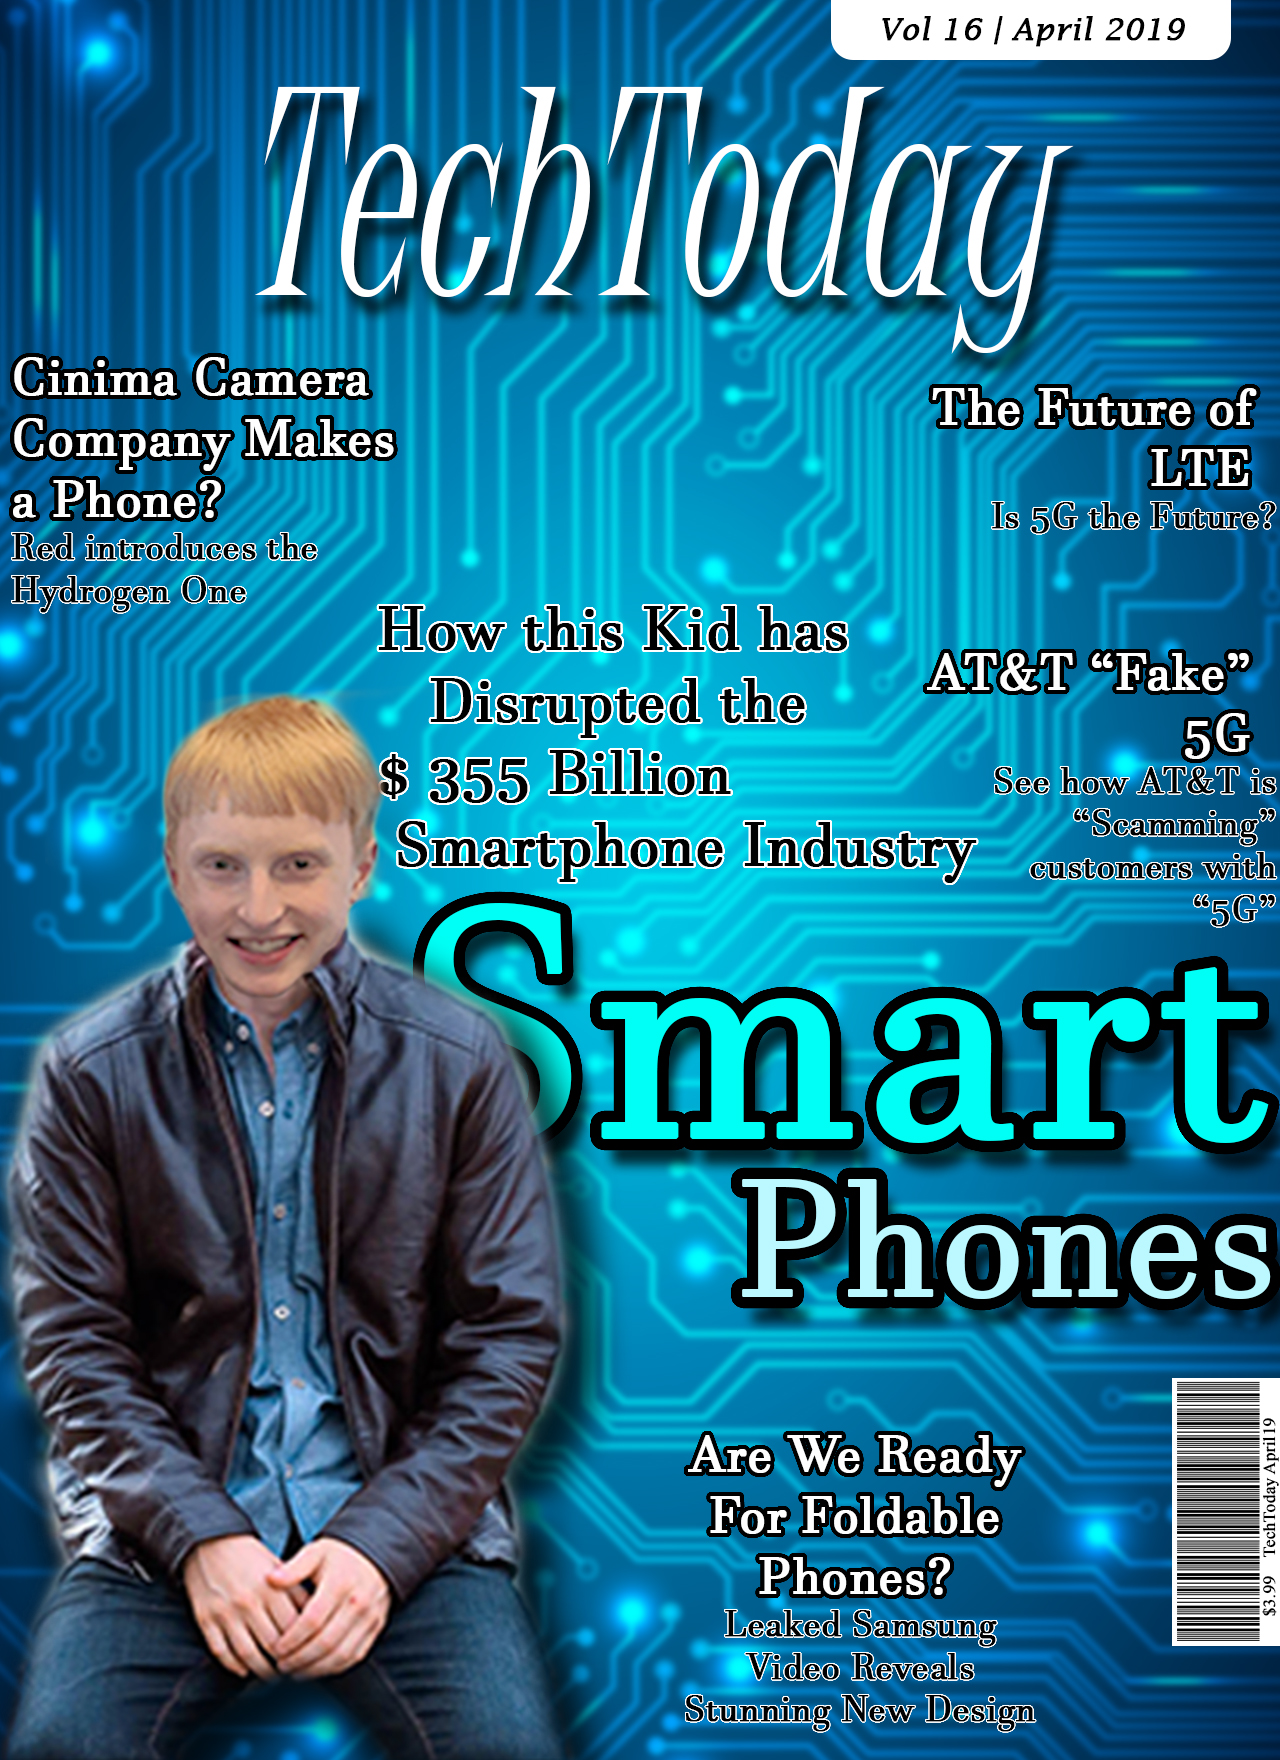 Vol 16 | April 2019
TechToday
Cinima Camera
Company Makes
a Phone?
Red introduces the
Hydrogen One
The Future of
LTE
Is 5G the Future?
How this Kid has
Disrupted the
$ 355 Billion
Smartphone Industry
AT&T “Fake”
5G
See how AT&T is
“Scamming”
customers with
“5G”
Smart
Phones
Are We Ready
For Foldable
Phones?
Leaked Samsung
Video Reveals
Stunning New Design
$3.99 TechToday April19